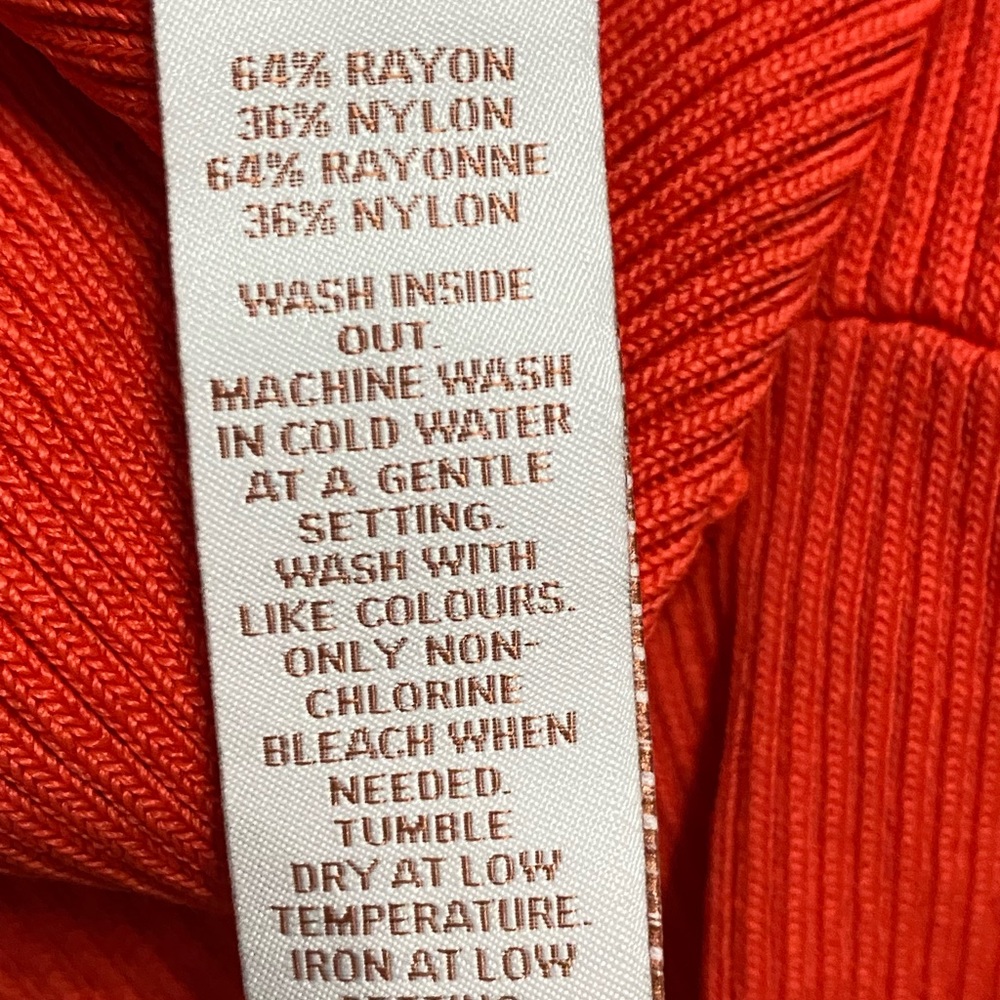 64% RAYON
36% NYLON
64% RAYONNE
36% NYLON
WASH INSIDE
OUT.
MACHINE WASH
IN COLD WATER
AT A GENTLE
SETTING.
WASH WITH
LIKE COLOURS.
ONLY NON-
CHLORINE
BLEACH WHEN
NEEDED.
TUMBLE
DRY AT LOW
TEMPERATURE.
IRON AT LOW